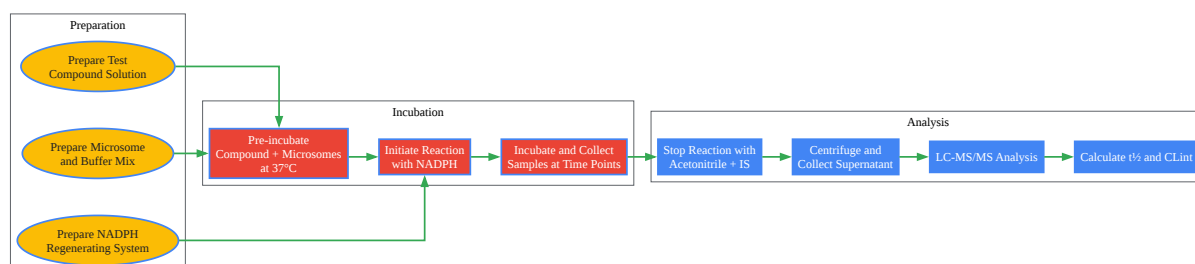 Preparation
Prepare Test
Compound Solution
Prepare Microsome
and Buffer Mix
Prepare NADPH
Regenerating System
Incubation
Pre-incubate
Compound + Microsomes
at 37°C
Initiate Reaction
with NADPH
Incubate and Collect
Samples at Time Points
Analysis
Stop Reaction with
Acetonitrile + IS
Centrifuge and
Collect Supernatant
LC-MS/MS Analysis
Calculate t½ and CLint